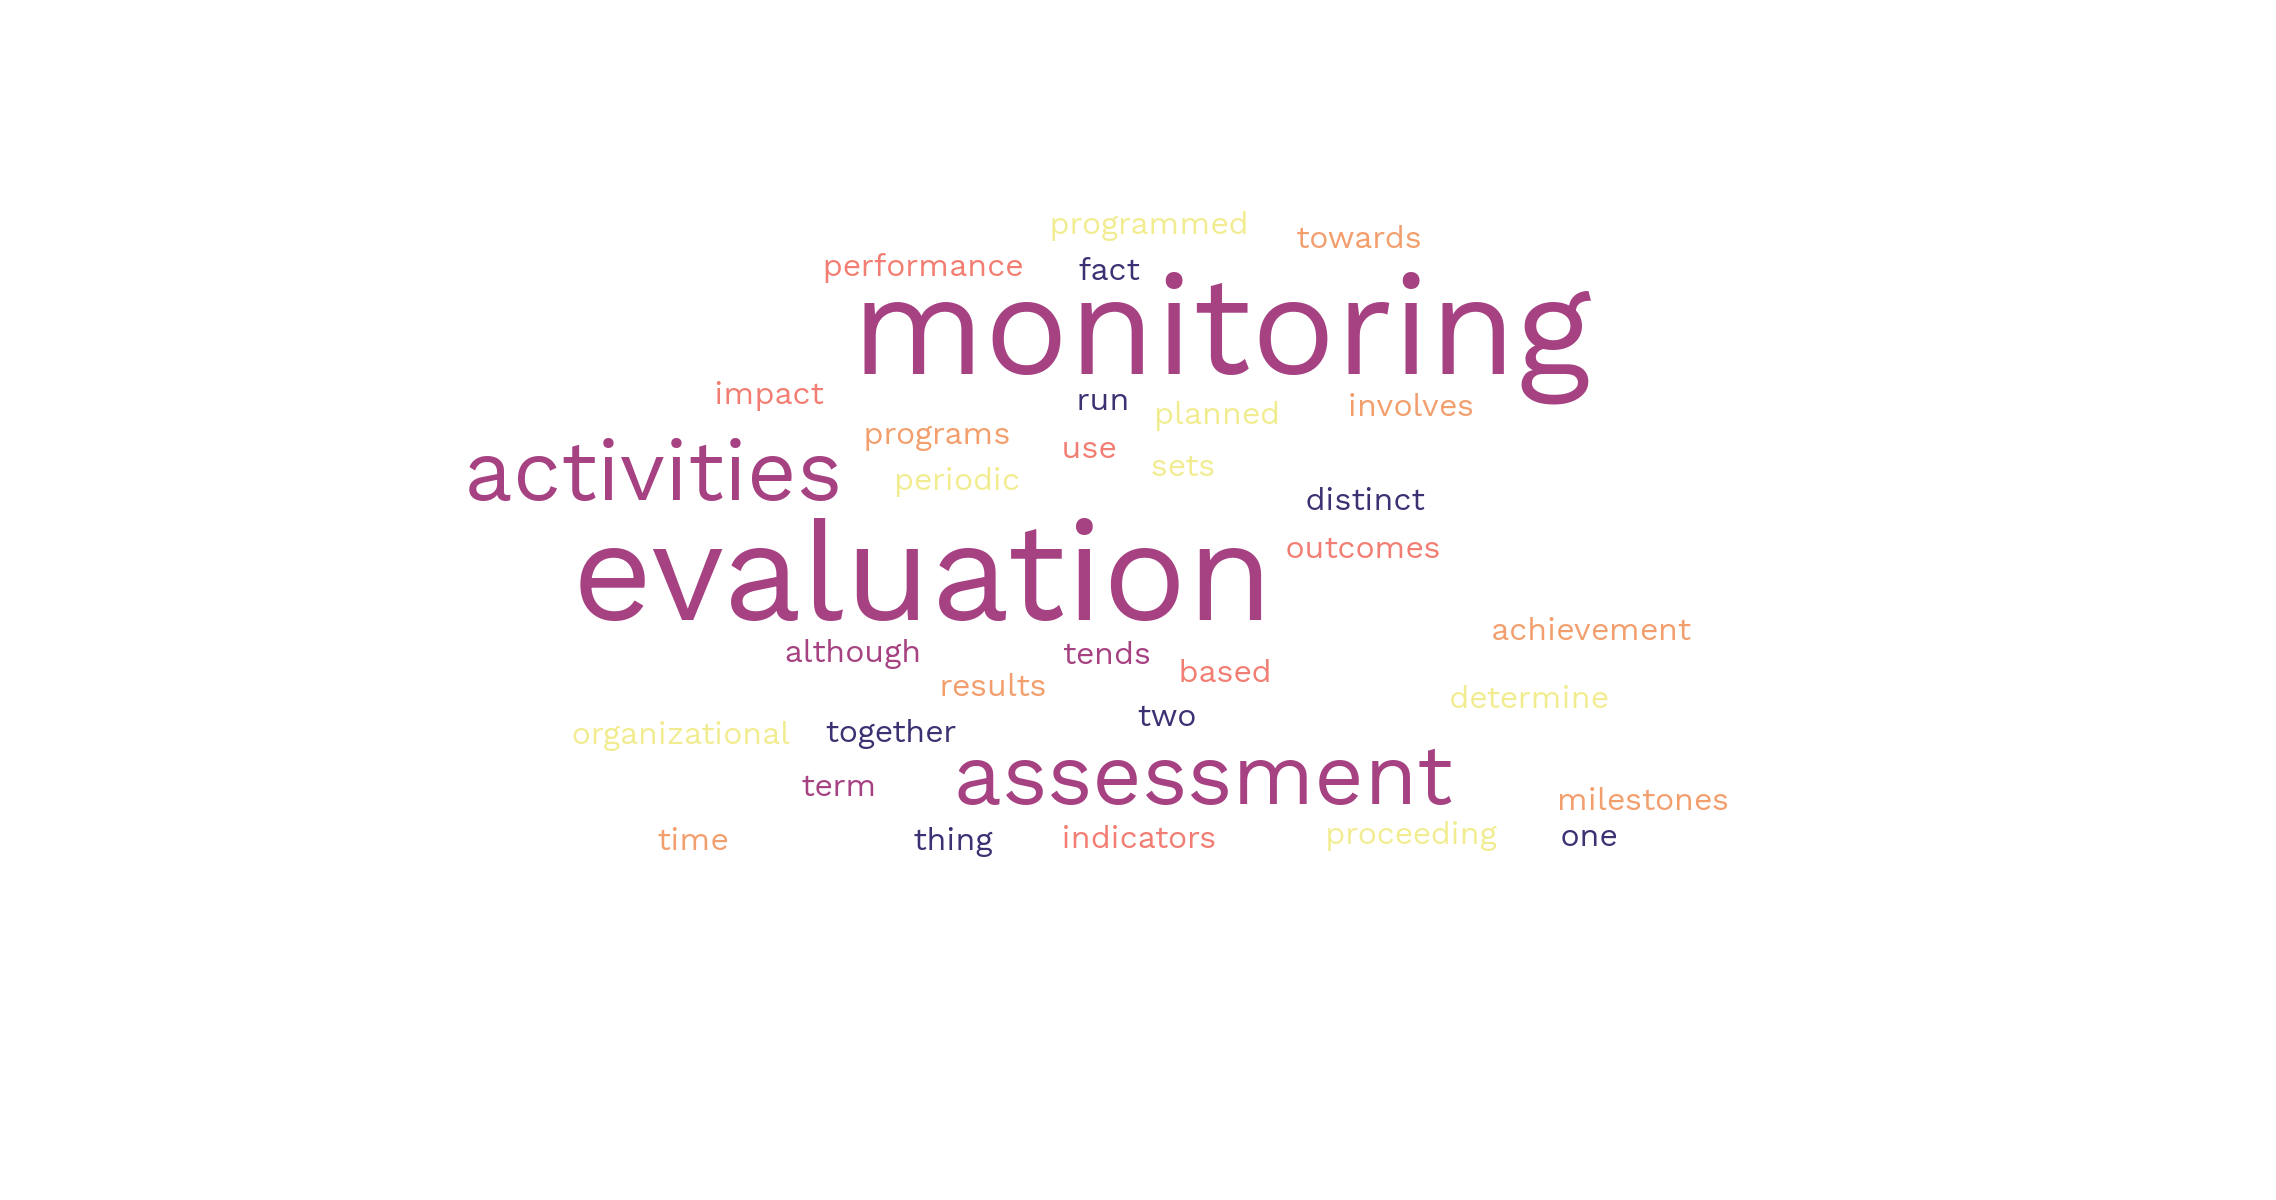 programmed
towards
performance
fact
monitoring
impact
run
planned
involves
programs
use
activities
periodic
sets
distinct
evaluation
outcomes
achievement
although
tends
based
results
determine
two
organizational
together
term
assessment
milestones
time
thing
indicators
proceeding
one